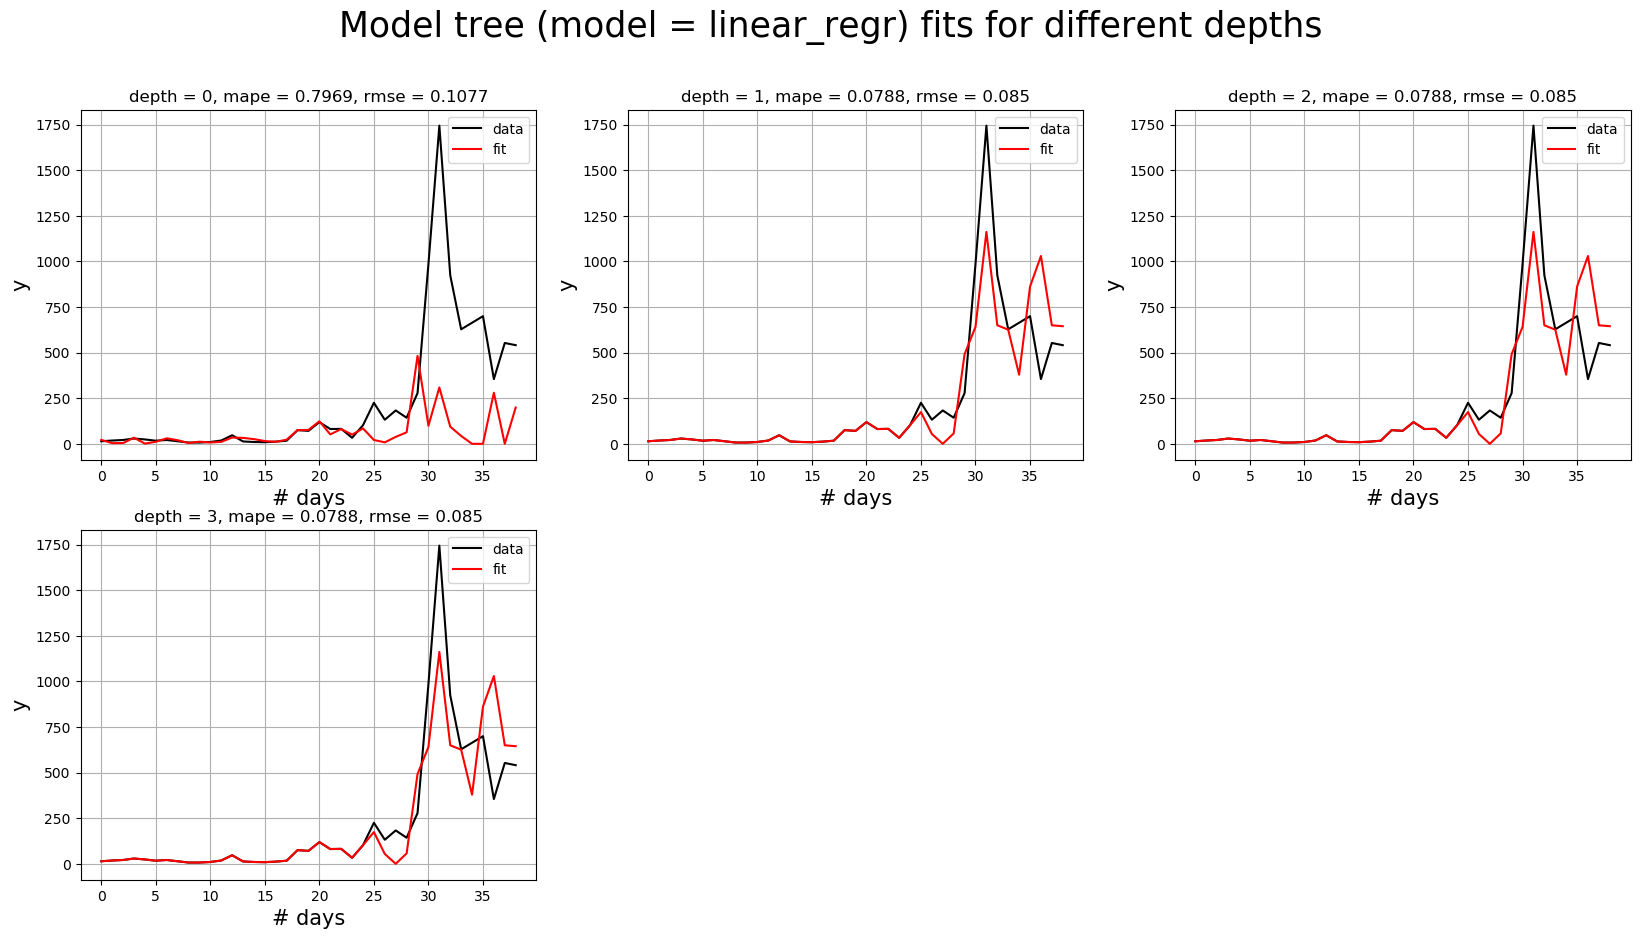 Model tree (model = linear_regr) fits for different depths
depth = 0, mape = 0.7969, rmse = 0.1077
1750
1500
1250
1000
750
500
250
0
y
data
fit
0 5 10 15 20 25 30 35
# days
depth = 1, mape = 0.0788, rmse = 0.085
1750
1500
1250
1000
750
500
250
0
y
data
fit
0 5 10 15 20 25 30 35
# days
depth = 2, mape = 0.0788, rmse = 0.085
1750
1500
1250
1000
750
500
250
0
y
data
fit
0 5 10 15 20 25 30 35
# days
depth = 3, mape = 0.0788, rmse = 0.085
1750
1500
1250
1000
750
500
250
0
y
data
fit
0 5 10 15 20 25 30 35
# days